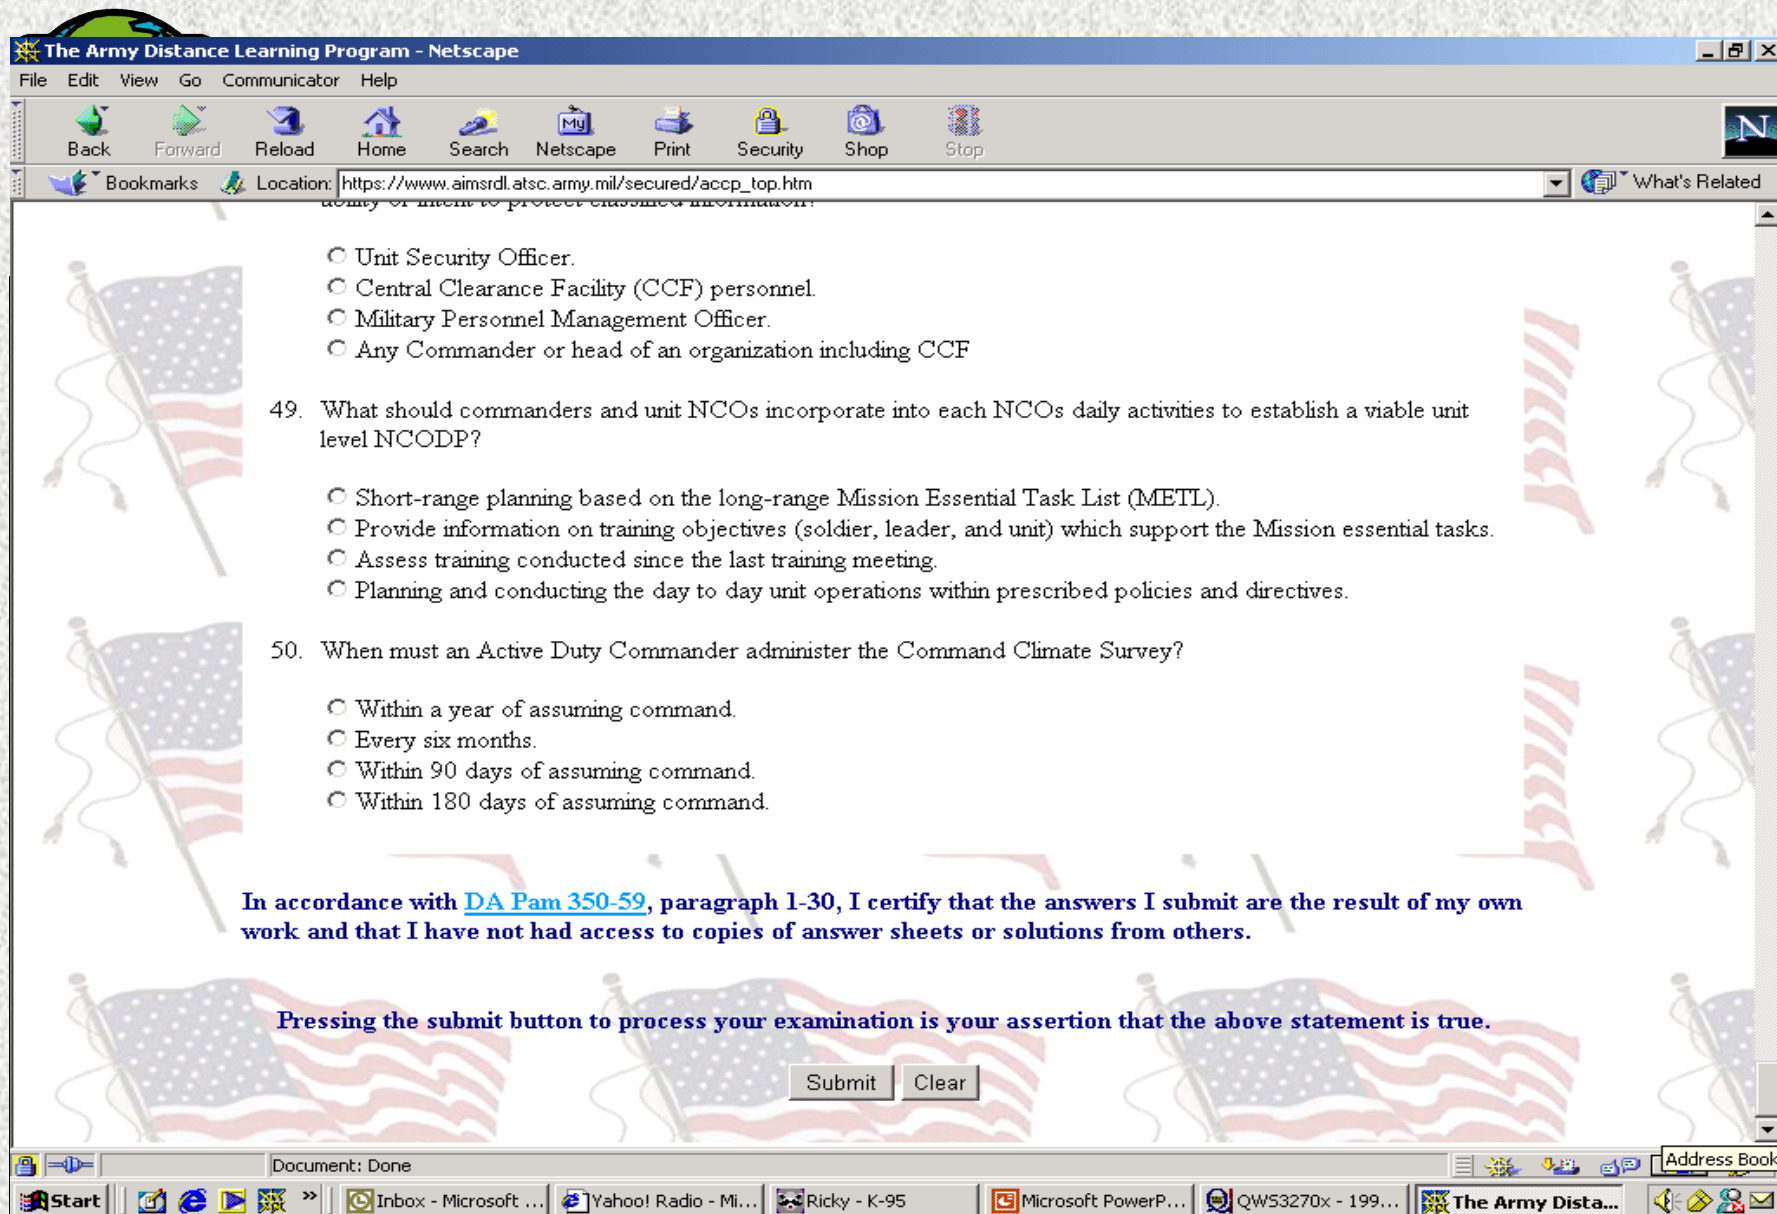 The Army Distance Learning Program - Netscape
File Edit View Go Communicator Help
Back Forward Reload Home Search Netscape Print Security Shop Stop
My
N
Bookmarks Location: https://www.aimsrdl.atsc.army.mil/secured/accp_top.htm What's Related
ability or intent to protect classified information?
Unit Security Officer.
Central Clearance Facility (CCF) personnel.
Military Personnel Management Officer.
Any Commander or head of an organization including CCF
49. What should commanders and unit NCOs incorporate into each NCOs daily activities to establish a viable unit
level NCODP?
Short-range planning based on the long-range Mission Essential Task List (METL).
Provide information on training objectives (soldier, leader, and unit) which support the Mission essential tasks.
Assess training conducted since the last training meeting.
Planning and conducting the day to day unit operations within prescribed policies and directives.
50. When must an Active Duty Commander administer the Command Climate Survey?
Within a year of assuming command.
Every six months.
Within 90 days of assuming command.
Within 180 days of assuming command.
In accordance with DA Pam 350-59, paragraph 1-30, I certify that the answers I submit are the result of my own
work and that I have not had access to copies of answer sheets or solutions from others.
Pressing the submit button to process your examination is your assertion that the above statement is true.
Submit Clear
Document: Done
Address Book
Start » Inbox - Microsoft ... Yahoo! Radio - Mi... Ricky - K-95 Microsoft PowerP... QWS3270x - 199... The Army Dista...